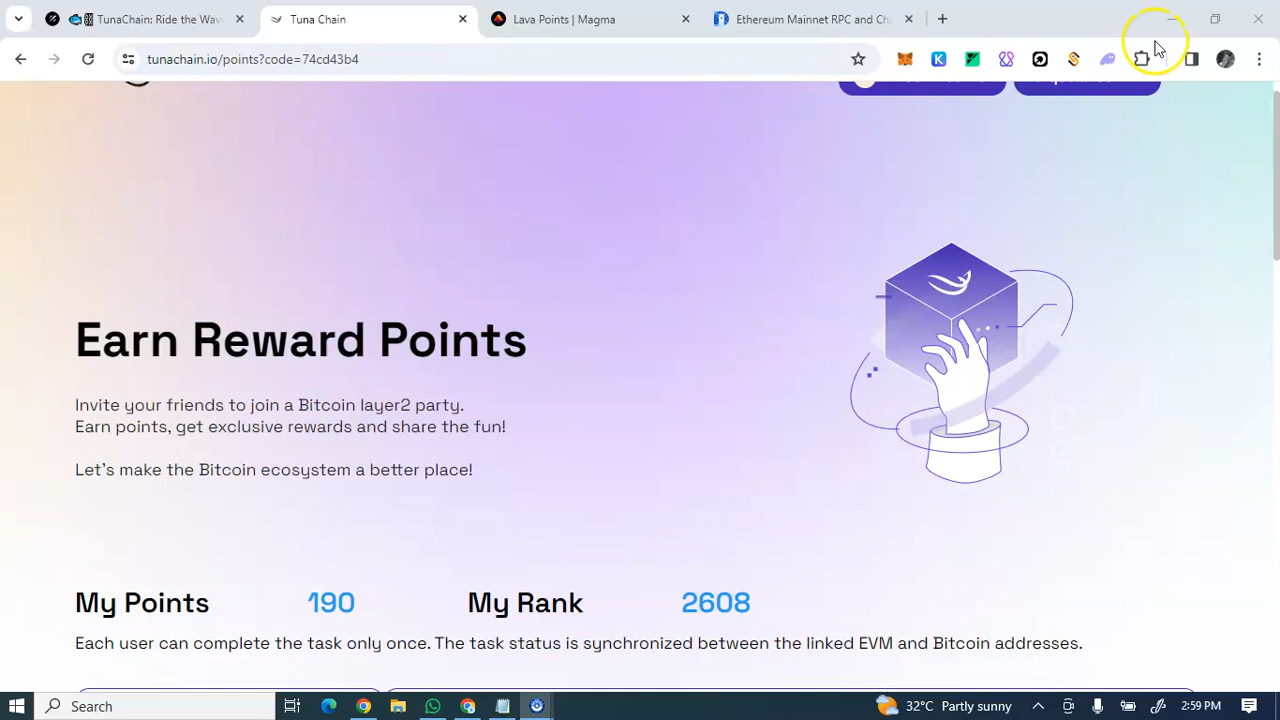 TunaChain: Ride the Wav
Tuna Chain
Lava Points | Magma
Ethereum Mainnet RPC and Ch
tunachain.io/points?code=74cd43b4
Earn Reward Points
Invite your friends to join a Bitcoin layer2 party.
Earn points, get exclusive rewards and share the fun!
Let's make the Bitcoin ecosystem a better place!
My Points 190 My Rank 2608
Each user can complete the task only once. The task status is synchronized between the linked EVM and Bitcoin addresses.
Search
32°C Partly sunny
2:59 PM